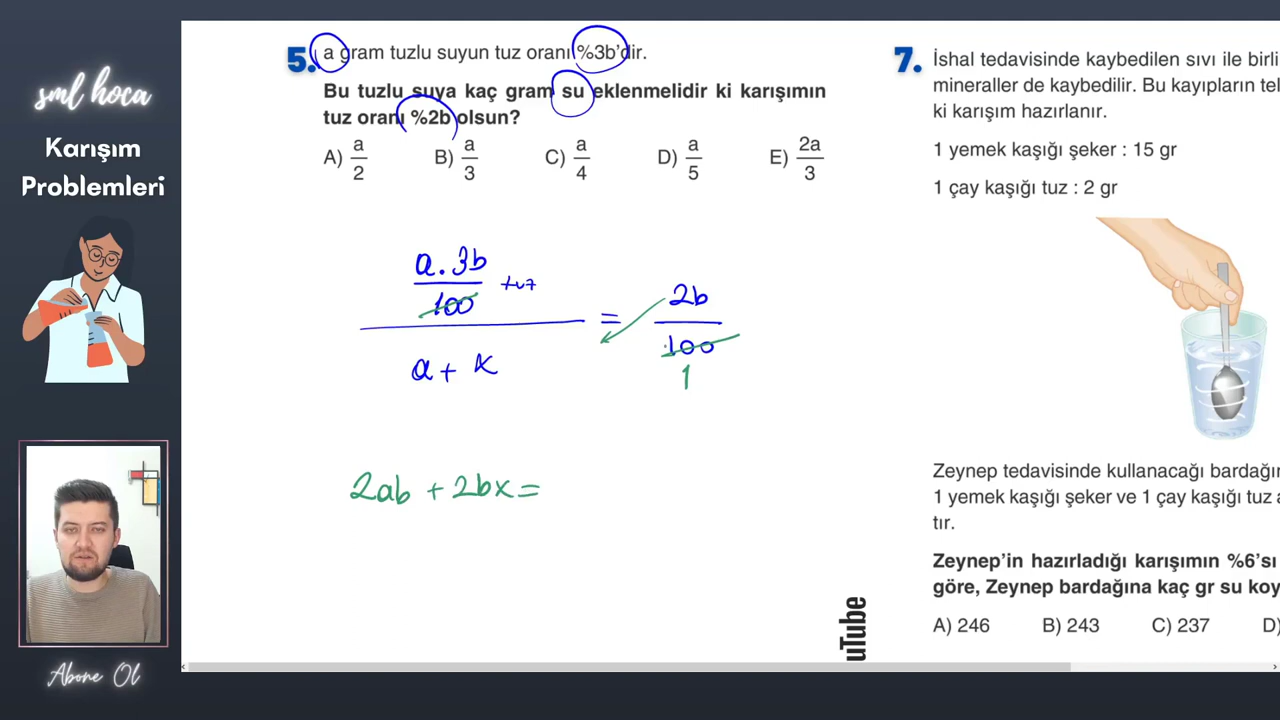 sml hoca
Karışım
Problemleri
Abone Ol
5. a gram tuzlu suyun tuz oranı %3b'dir.
Bu tuzlu suya kaç gram su eklenmelidir ki karışımın
tuz oranı %2b olsun?
A) a/2 B) a/3 C) a/4 D) a/5 E) 2a/3
a . 3b
100
tuz
a + x
=
2b
100
1
2ab + 2bx =
uTube
7. İshal tedavisinde kaybedilen sıvı ile birli
mineraller de kaybedilir. Bu kayıpların tel
ki karışım hazırlanır.
1 yemek kaşığı şeker : 15 gr
1 çay kaşığı tuz : 2 gr
Zeynep tedavisinde kullanacağı bardağın
1 yemek kaşığı şeker ve 1 çay kaşığı tuz a
tır.
Zeynep'in hazırladığı karışımın %6'sı
göre, Zeynep bardağına kaç gr su koy
A) 246 B) 243 C) 237 D)